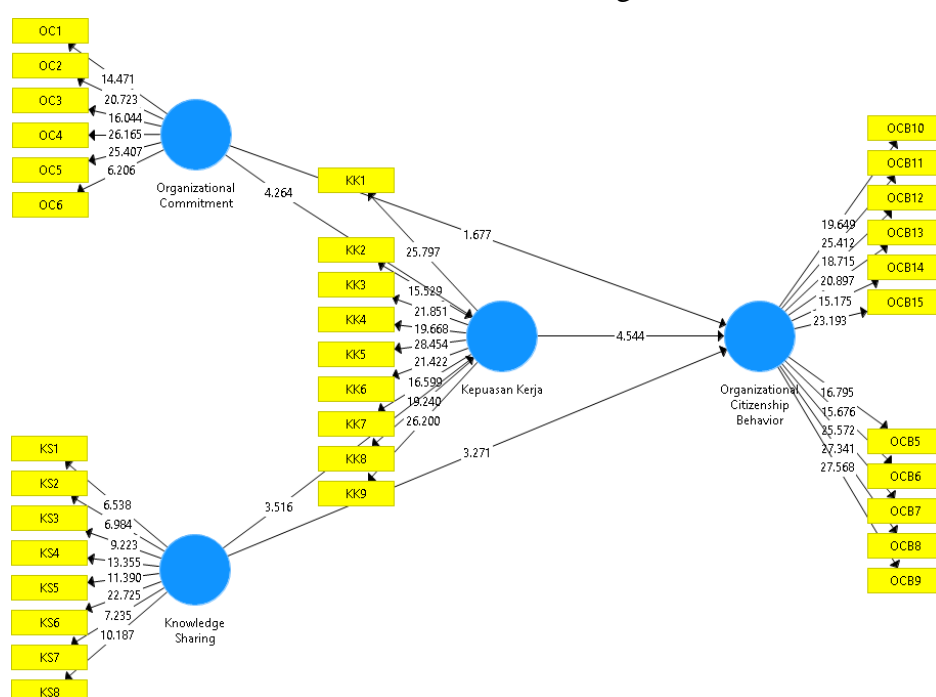 OC1
OC2
OC3
OC4
OC5
OC6
14.471
20.723
16.044
26.165
25.407
6.206
Organizational
Commitment
4.264
1.677
KK1
KK2
KK3
KK4
KK5
KK6
KK7
KK8
KK9
25.797
15.529
21.851
19.668
28.454
21.422
16.599
19.240
26.200
Kepuasan Kerja
4.544
3.516
3.271
KS1
KS2
KS3
KS4
KS5
KS6
KS7
KS8
6.538
6.984
9.223
13.355
11.390
22.725
7.235
10.187
Knowledge
Sharing
OCB10
OCB11
OCB12
OCB13
OCB14
OCB15
19.649
25.412
18.715
20.897
15.175
23.193
Organizational
Citizenship
Behavior
16.795
15.676
25.572
27.341
27.568
OCB5
OCB6
OCB7
OCB8
OCB9